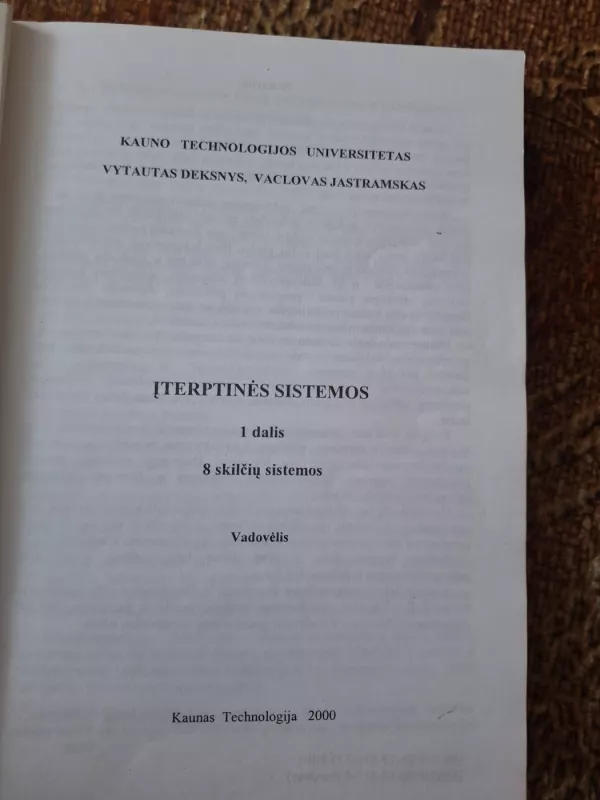 KAUNO TECHNOLOGIJOS UNIVERSITETAS
VYTAUTAS DEKSNYS, VACLOVAS JASTRAMSKAS
ĮTERPTINĖS SISTEMOS
1 dalis
8 skilčių sistemos
Vadovėlis
Kaunas Technologija 2000